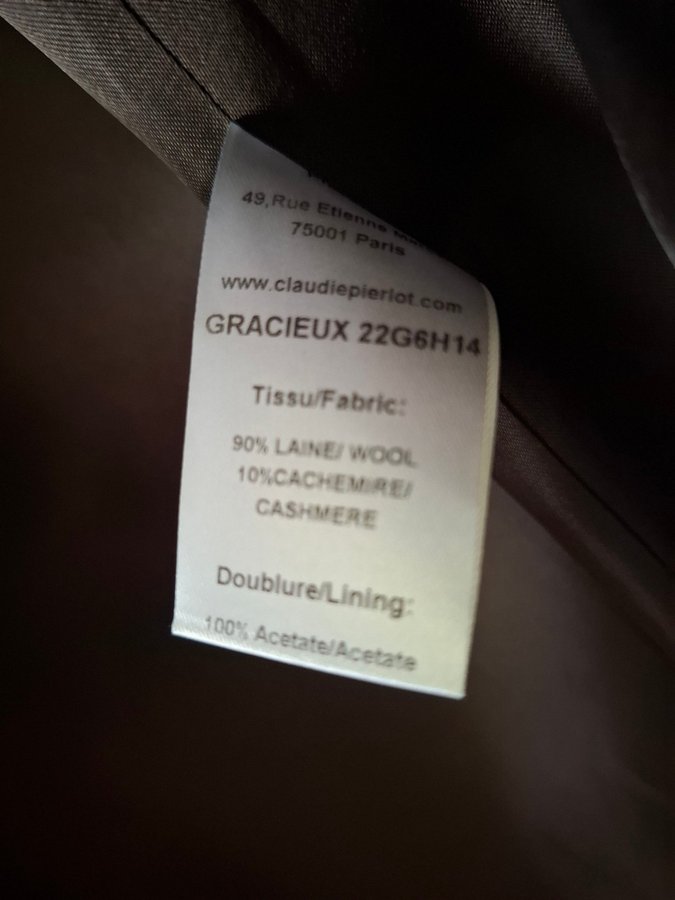 49,Rue Etienne
75001 Paris
www.claudiepierlot.com
GRACIEUX 22G6H14
Tissu/Fabric:
90% LAINE/ WOOL
10%CACHEMIRE/
CASHMERE
Doublure/Lining:
100% Acetate/Acetate